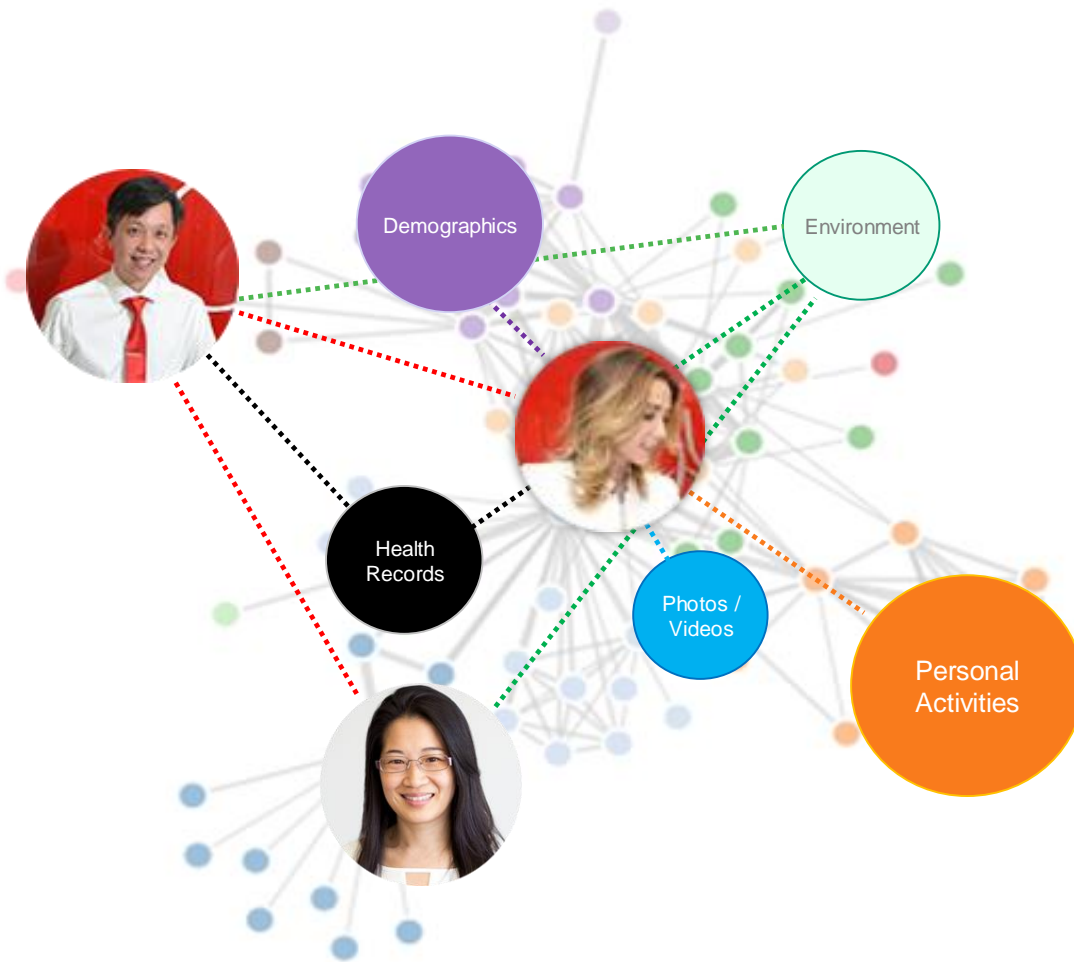 Demographics
Environment
Health
Records
Photos /
Videos
Personal
Activities